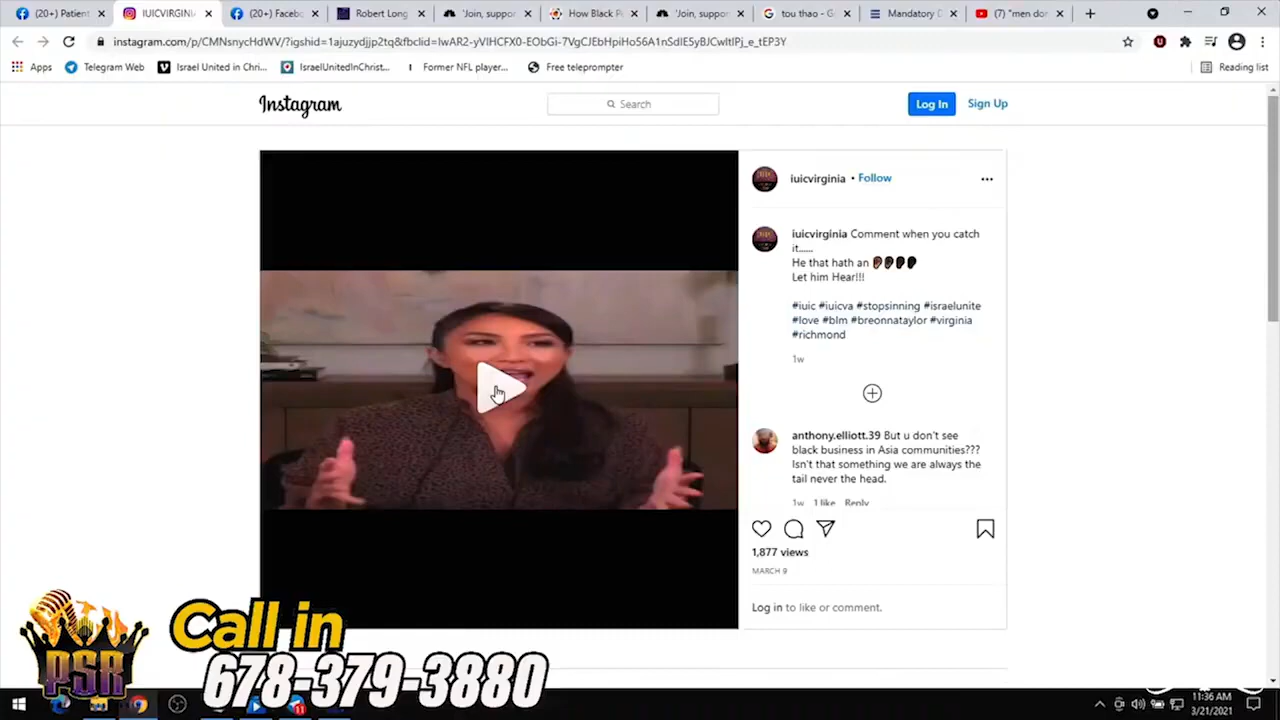 (20+) Patient
IUICVIRGINI
(20+) Faceb
Robert Long
'Join, suppor
How Black P
'Join, suppor
tou thao - G
Mandatory D
(7) "men don
instagram.com/p/CMNsnycHdWV/?igshid=1ajuzydjjp2tq&fbclid=
Apps
Telegram Web
Israel United in Chri...
IsraelUnitedInChrist...
Former NFL player...
Free teleprompter
Reading list
Instagram
Search
Log In
Sign Up
iuicvirginia • Follow
iuicvirginia Comment when you catch
it......
He that hath an 👂🏾👂🏿👂🏿👂🏿
Let him Hear!!!
#iuic #iuicva #stopsinning #israelunite
#love #blm #breonnataylor #virginia
#richmond
1w
anthony.elliott.39 But u don't see
black business in Asia communities???
Isn't that something we are always the
tail never the head.
1w 1 like Reply
1,877 views
MARCH 9
Log in to like or comment.
PSR
Call in
678-379-3880
11
11:36 AM
3/21/2021